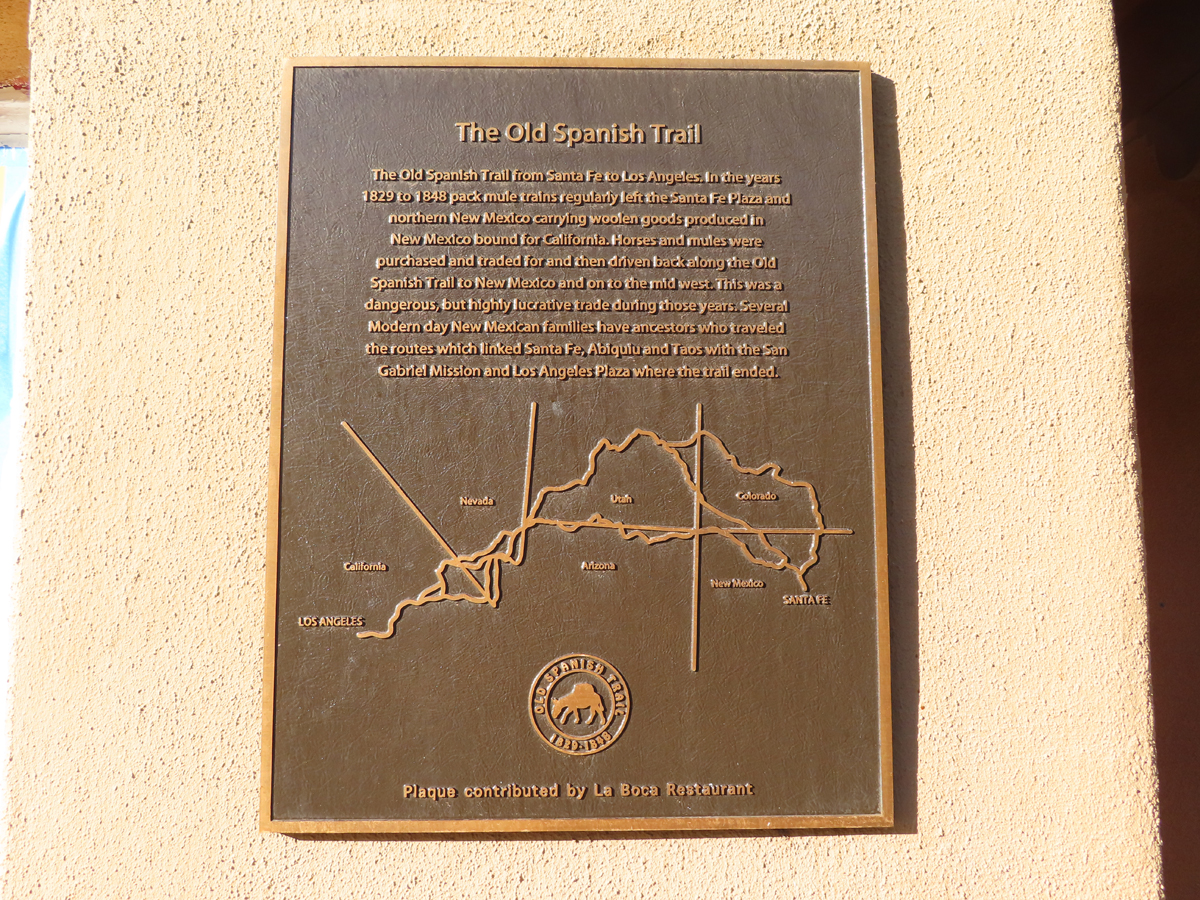 The Old Spanish Trail
The Old Spanish Trail from Santa Fe to Los Angeles. In the years
1829 to 1848 pack mule trains regularly left the Santa Fe Plaza and
northern New Mexico carrying woolen goods produced in
New Mexico bound for California. Horses and mules were
purchased and traded for and then driven back along the Old
Spanish Trail to New Mexico and on to the mid west. This was a
dangerous, but highly lucrative trade during those years. Several
Modern day New Mexican families have ancestors who traveled
the routes which linked Santa Fe, Abiquiu and Taos with the San
Gabriel Mission and Los Angeles Plaza where the trail ended.
Nevada
Utah
Colorado
California
Arizona
New Mexico
SANTA FE
LOS ANGELES
OLD SPANISH TRAIL
1829-1848
Plaque contributed by La Boca Restaurant